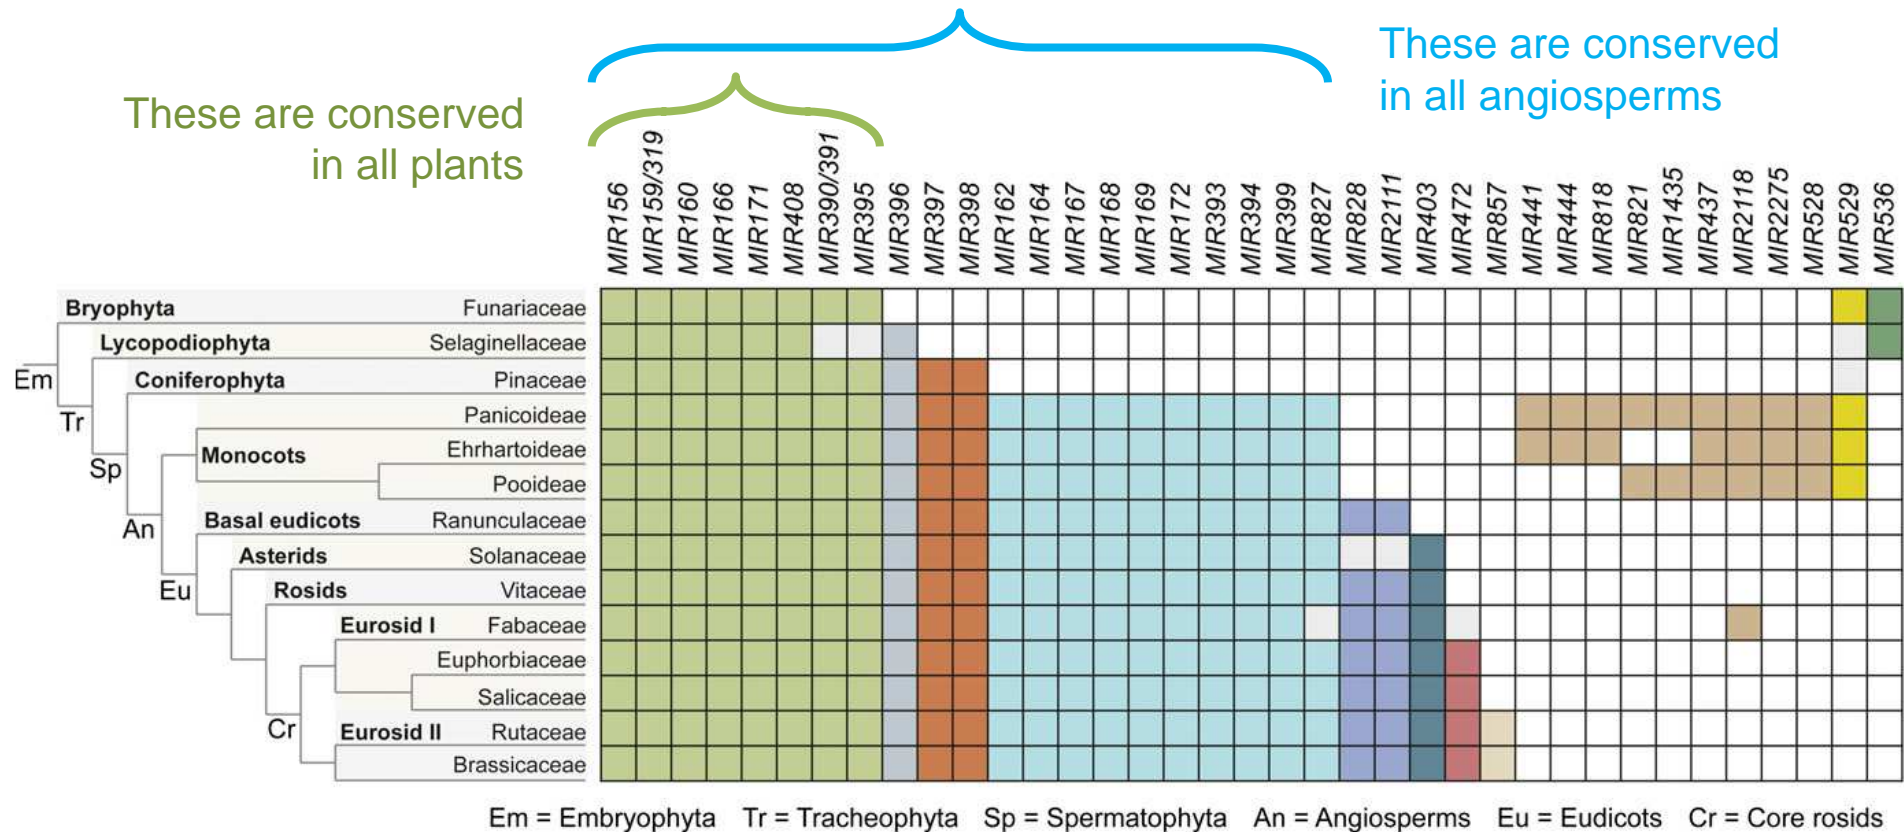 These are conserved
in all angiosperms
These are conserved
in all plants
MIR156
MIR159/319
MIR160
MIR166
MIR171
MIR408
MIR390/391
MIR395
MIR396
MIR397
MIR398
MIR162
MIR164
MIR167
MIR168
MIR169
MIR172
MIR393
MIR394
MIR399
MIR827
MIR828
MIR2111
MIR403
MIR472
MIR857
MIR441
MIR444
MIR818
MIR821
MIR1435
MIR437
MIR2118
MIR2275
MIR528
MIR529
MIR536
Bryophyta Funariaceae
Lycopodiophyta Selaginellaceae
Em
Coniferophyta Pinaceae
Tr
Panicoideae
Monocots Ehrhartoideae
Sp
Pooideae
An
Basal eudicots Ranunculaceae
Asterids Solanaceae
Eu
Rosids Vitaceae
Eurosid I Fabaceae
Euphorbiaceae
Salicaceae
Cr
Eurosid II Rutaceae
Brassicaceae
Em = Embryophyta Tr = Tracheophyta Sp = Spermatophyta An = Angiosperms Eu = Eudicots Cr = Core rosids